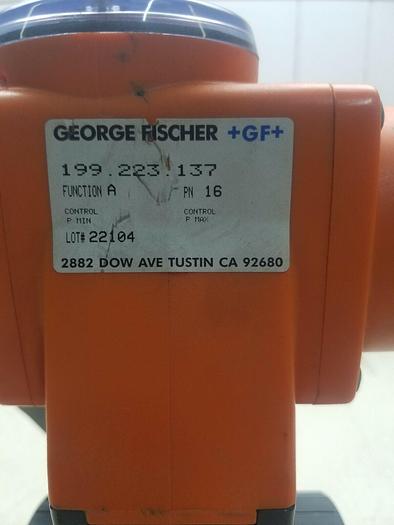 GEORGE FISCHER +GF+
199.223.137
FUNCTION A PN 16
CONTROL P MIN CONTROL P MAX
LOT# 22104
2882 DOW AVE TUSTIN CA 92680